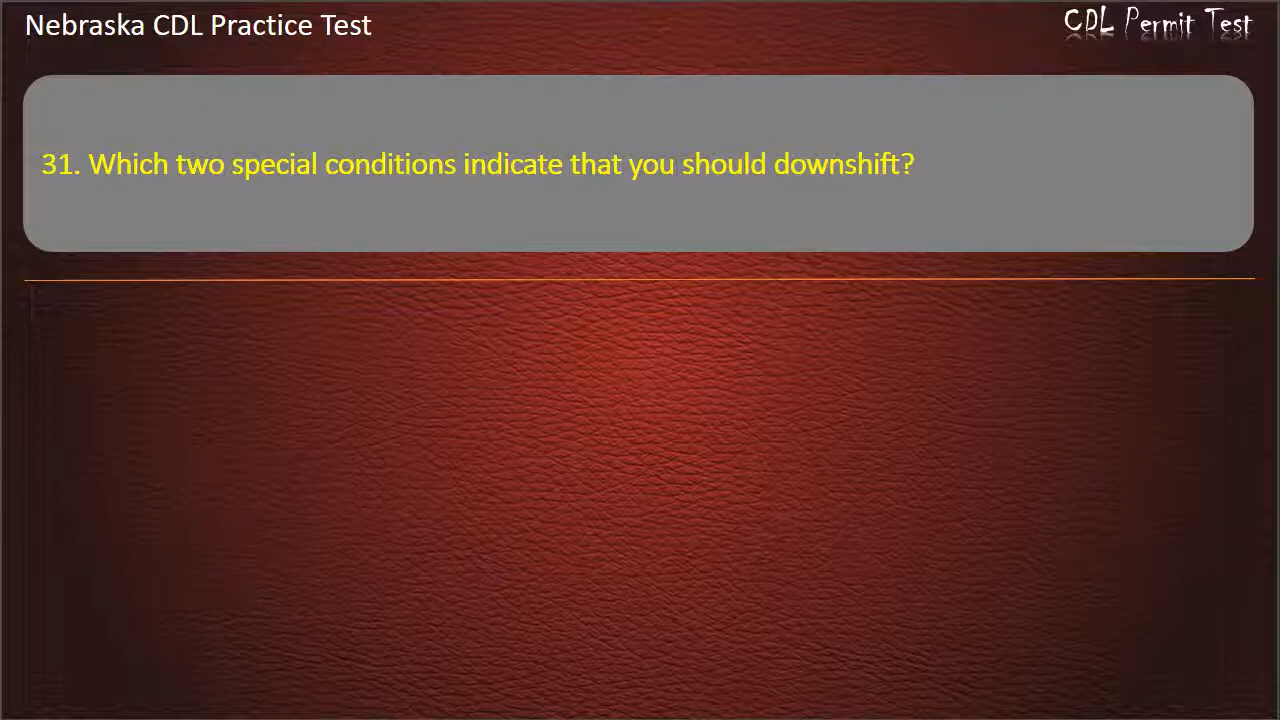 Nebraska CDL Practice Test
CDL Permit Test
31. Which two special conditions indicate that you should downshift?